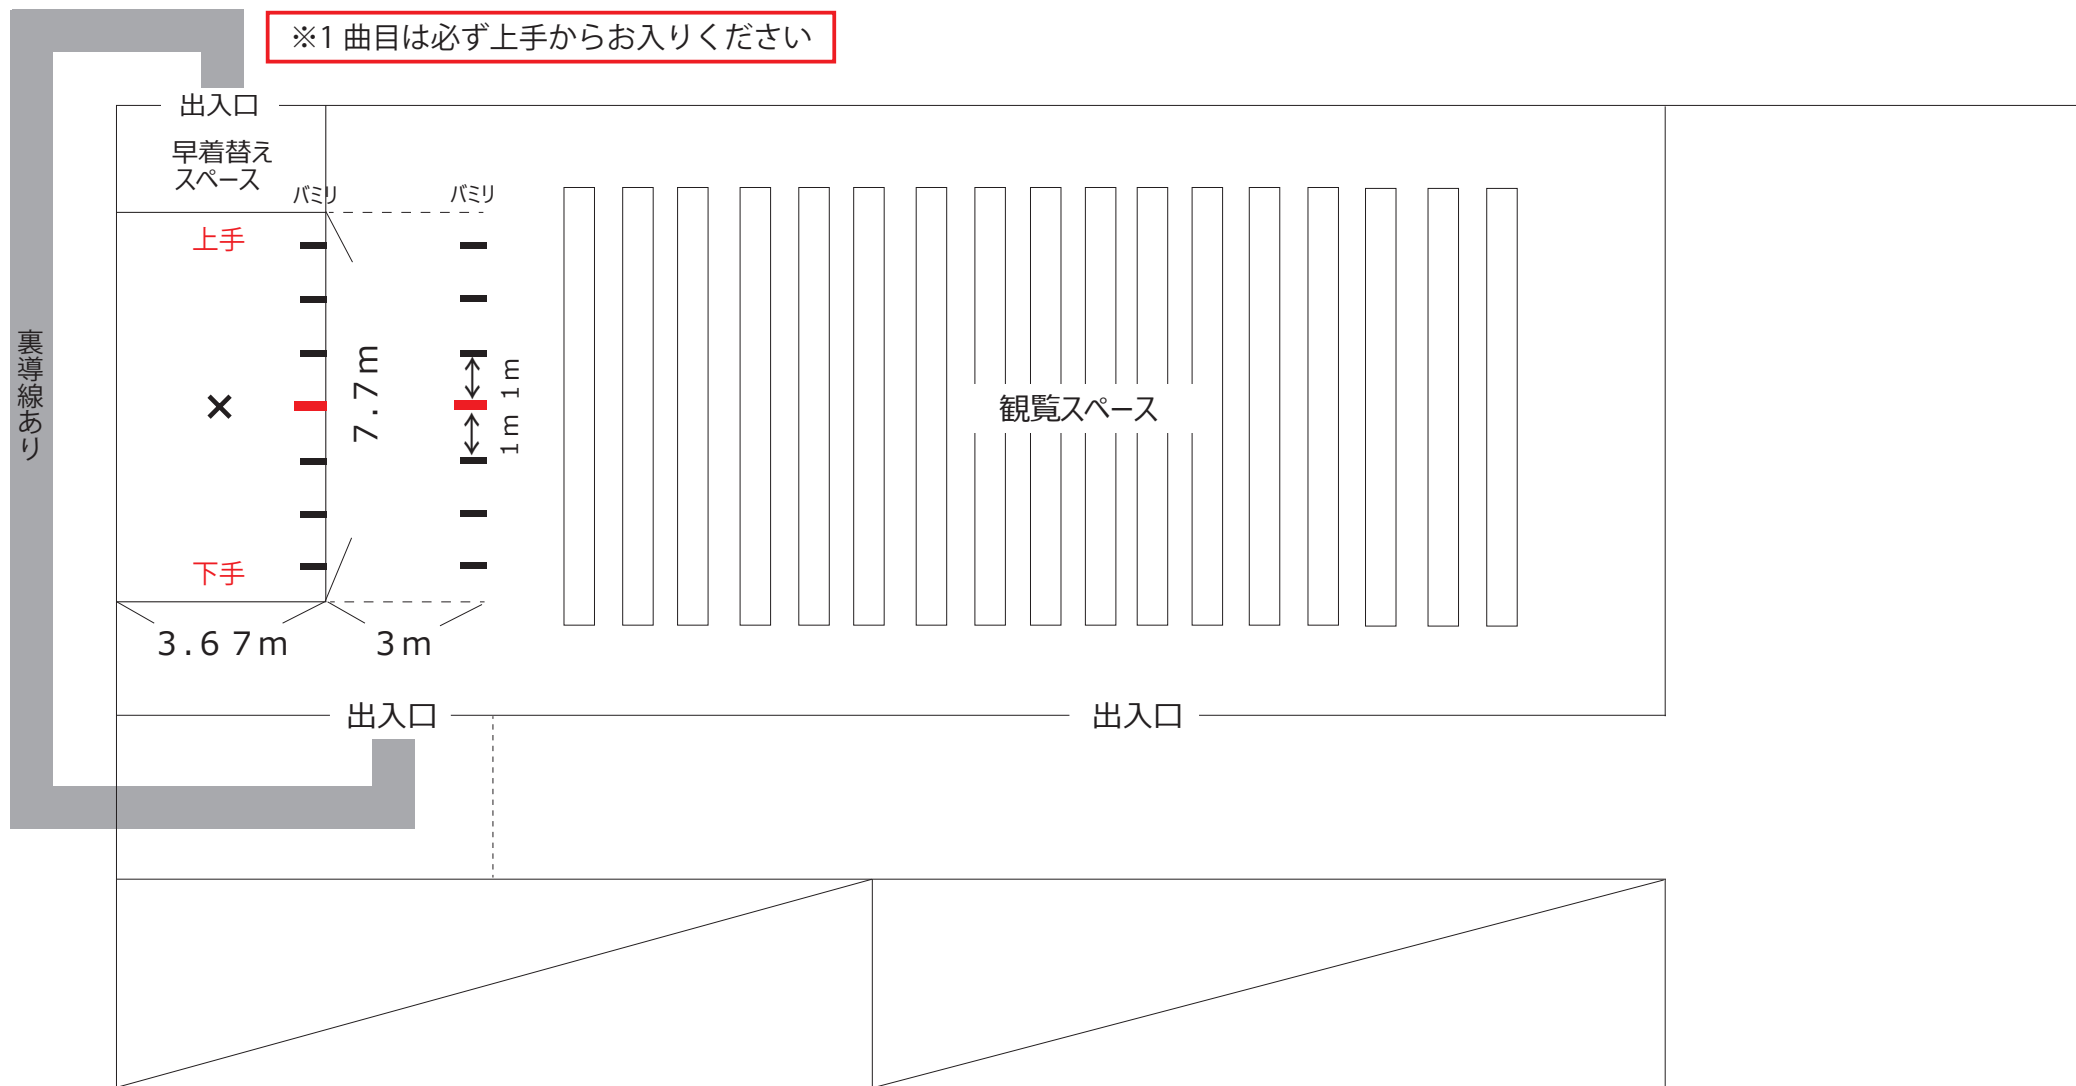 ※1曲目は必ず上手からお入りください
出入口
早着替え
スペース
バミリ
バミリ
上手
裏導線あり
7.7m
1m
1m
観覧スペース
下手
3.67m
3m
出入口
出入口